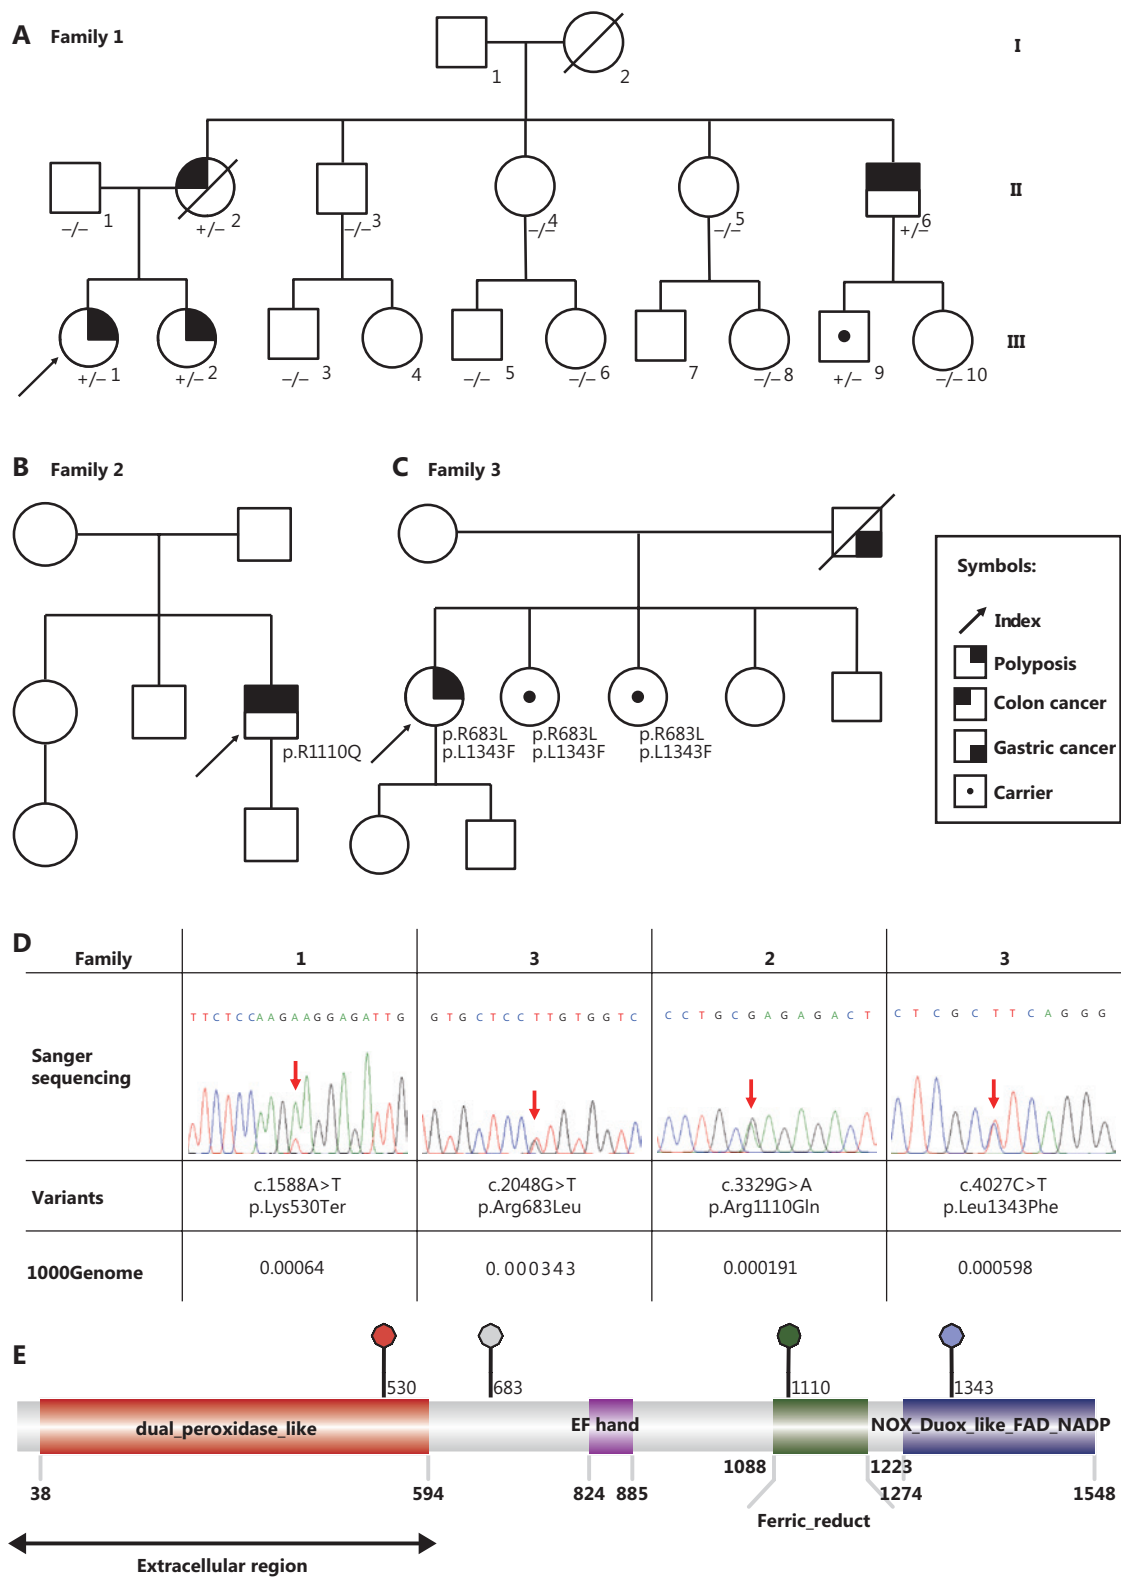 A Family 1
I
1
2
II
−/− 1
+/− 2
−/− 3
−/− 4
−/− 5
+/− 6
III
+/− 1
+/− 2
−/− 3
4
−/− 5
−/− 6
7
−/− 8
+/− 9
−/− 10
B Family 2
p.R1110Q
C Family 3
p.R683L
p.L1343F
p.R683L
p.L1343F
p.R683L
p.L1343F
Symbols:
Index
Polyposis
Colon cancer
Gastric cancer
Carrier
D
Family 1 3 2 3
Sanger sequencing
TTCTCCAAGAAGGAGATTG
GTGCTCCTTGTGGTC
CCTGCGAGAGACT
CTCGCTTCAGGG
Variants
c.1588A>T
p.Lys530Ter
c.2048G>T
p.Arg683Leu
c.3329G>A
p.Arg1110Gln
c.4027C>T
p.Leu1343Phe
1000Genome 0.00064 0.000343 0.000191 0.000598
E
530 683 1110 1343
dual_peroxidase_like EF hand NOX_Duox_like_FAD_NADP
38 594 824 885 1088 1223 1274 1548
Ferric_reduct
Extracellular region